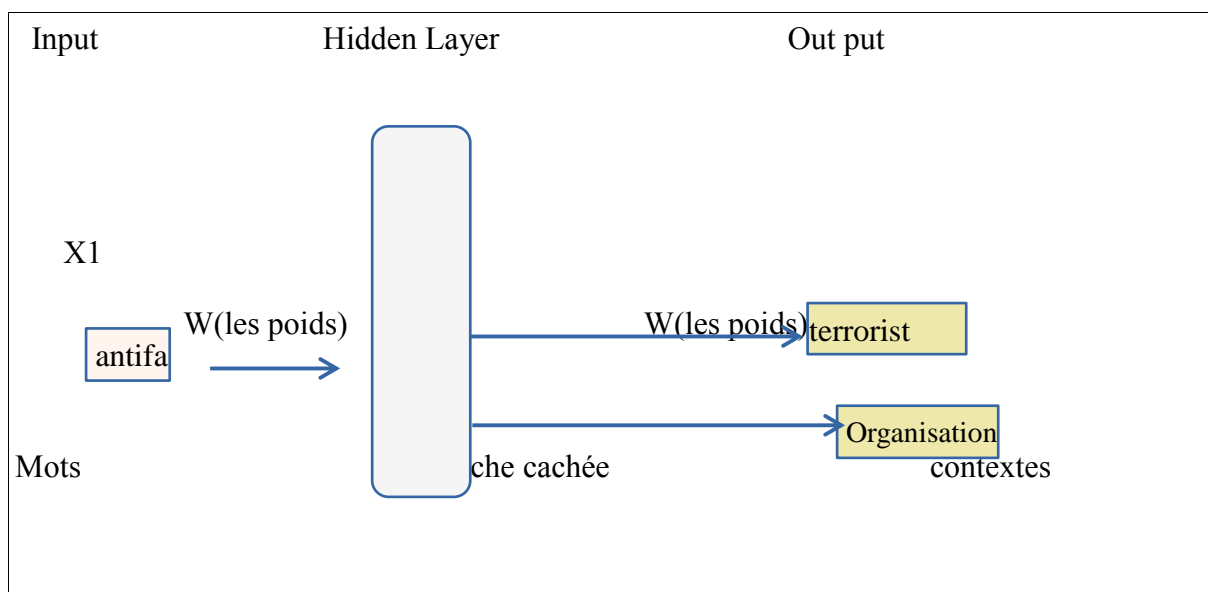 Input Hidden Layer Out put
X1
W(les poids) W(les poids)
antifa terrorist
Organisation
Mots che cachée contextes